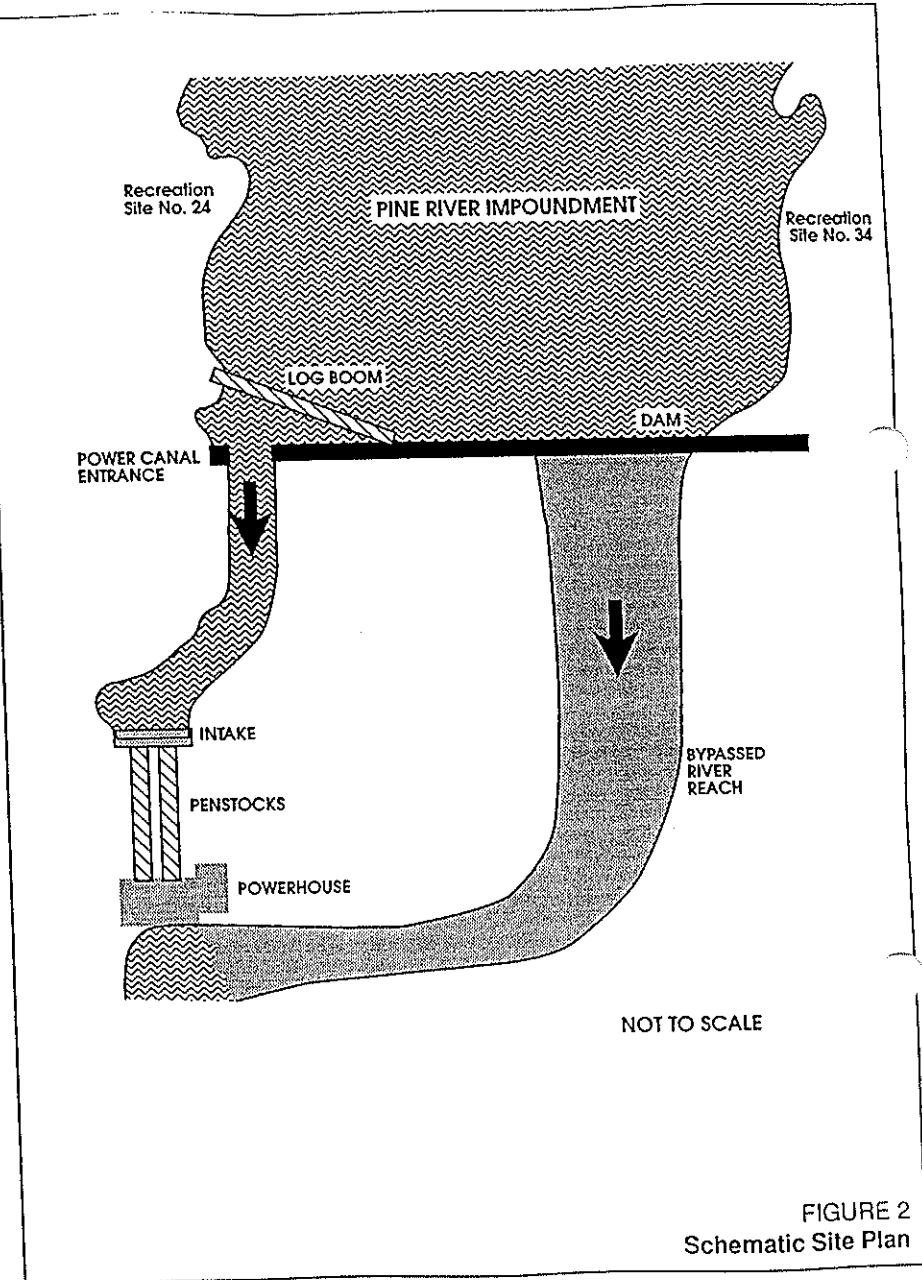 Recreation
Site No. 24
PINE RIVER IMPOUNDMENT
Recreation
Site No. 34
LOG BOOM
DAM
POWER CANAL
ENTRANCE
INTAKE
BYPASSED
RIVER
REACH
PENSTOCKS
POWERHOUSE
NOT TO SCALE
FIGURE 2
Schematic Site Plan